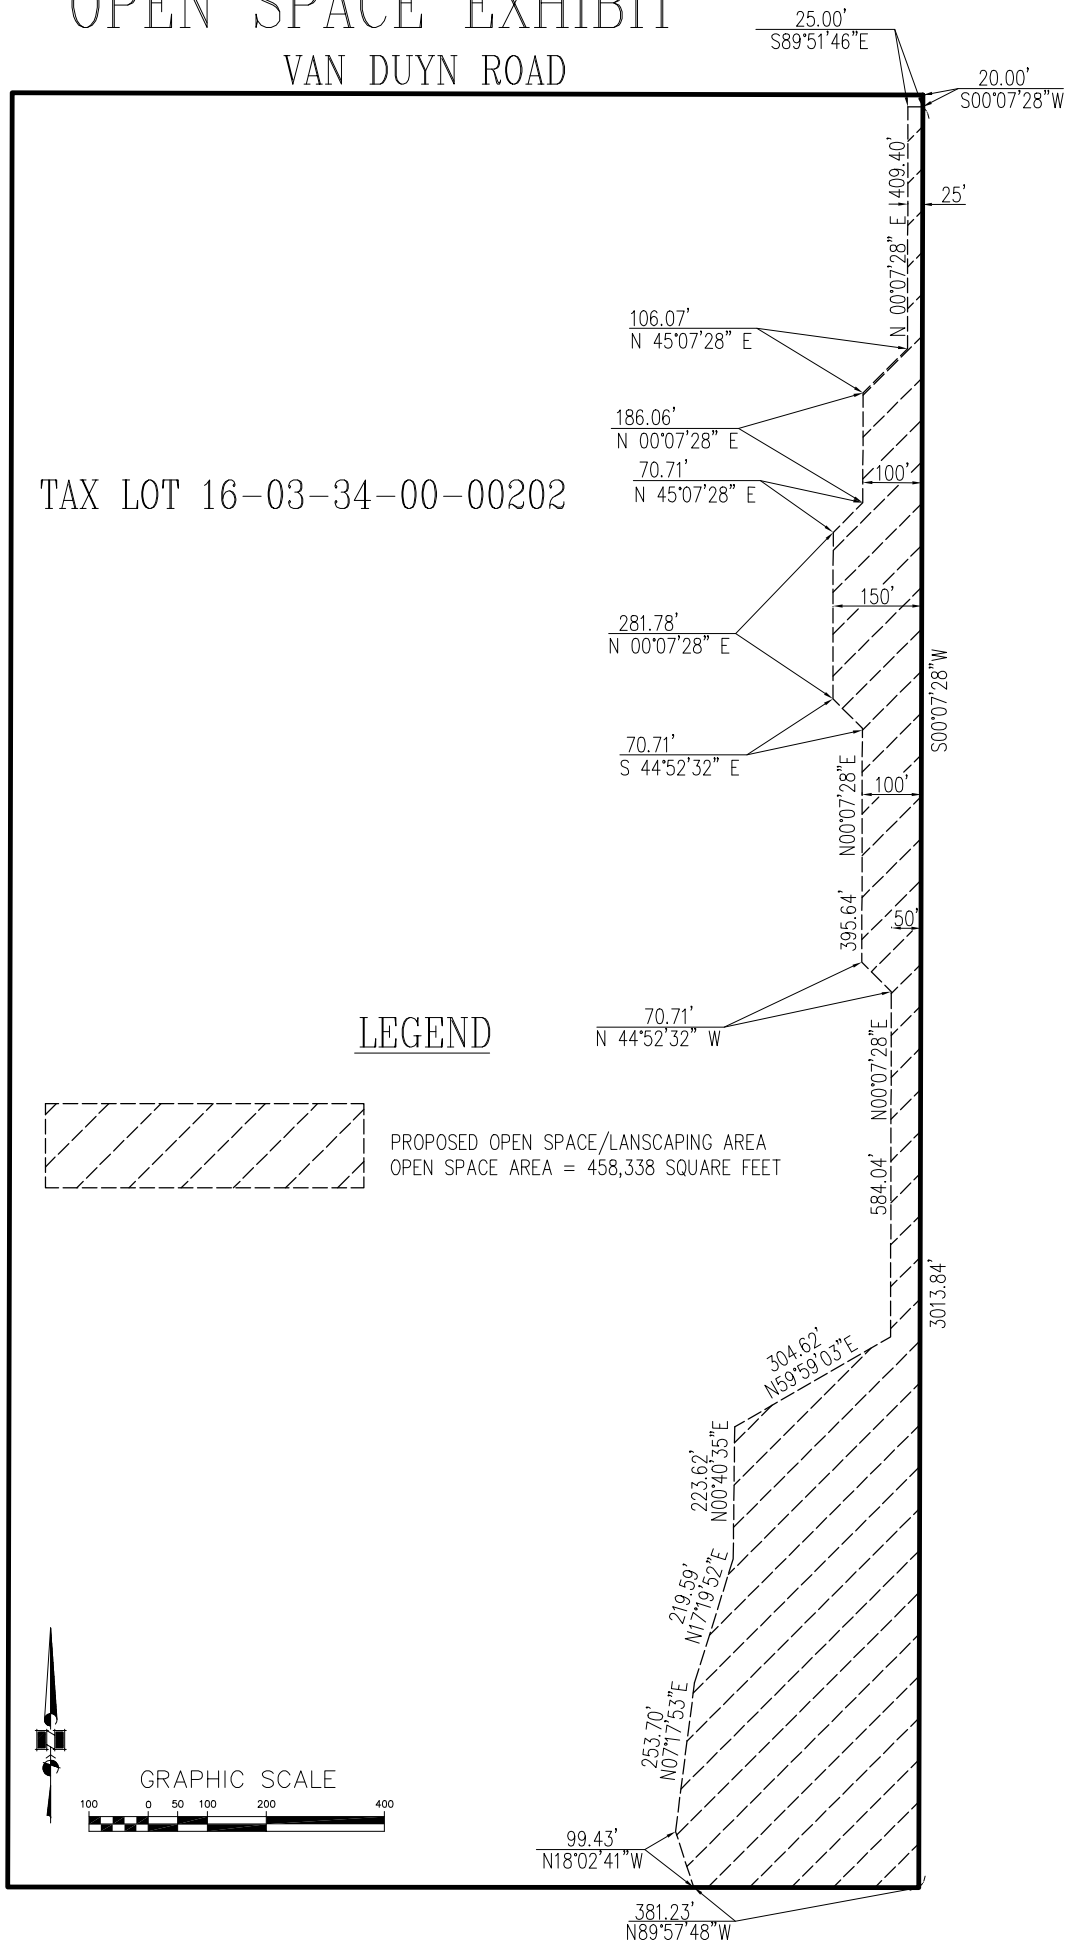 OPEN SPACE EXHIBIT
VAN DUYN ROAD
25.00'
S89°51'46"E
20.00'
S00°07'28"W
N 00°07'28" E 409.40'
25'
106.07'
N 45°07'28" E
186.06'
N 00°07'28" E
70.71'
N 45°07'28" E
100'
TAX LOT 16-03-34-00-00202
150'
281.78'
N 00°07'28" E
S00°07'28"W
70.71'
S 44°52'32" E
N00°07'28"E
100'
395.64'
50'
70.71'
N 44°52'32" W
LEGEND
N00°07'28"E
PROPOSED OPEN SPACE/LANSCAPING AREA
OPEN SPACE AREA = 458,338 SQUARE FEET
584.04'
3013.84'
304.62'
N59°59'03"E
223.62'
N00°40'35"E
219.59'
N17°19'52"E
253.70'
N07°17'53"E
GRAPHIC SCALE
100 0 50 100 200 400
99.43'
N18°02'41"W
381.23'
N89°57'48"W